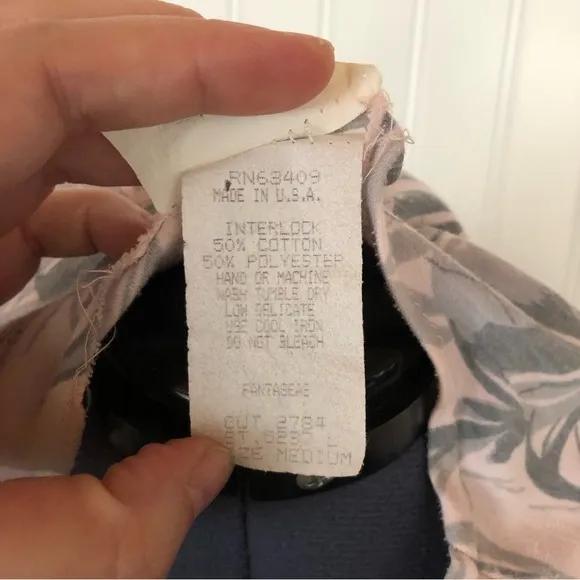 RN63409
MADE IN U.S.A.
INTERLOCK
50% COTTON
50% POLYESTER
HAND OR MACHINE
WASH TUMBLE DRY
LOW DELICATE
USE COOL IRON
DO NOT BLEACH
FANTASEAS
CUT 2784
SIZE MEDIUM